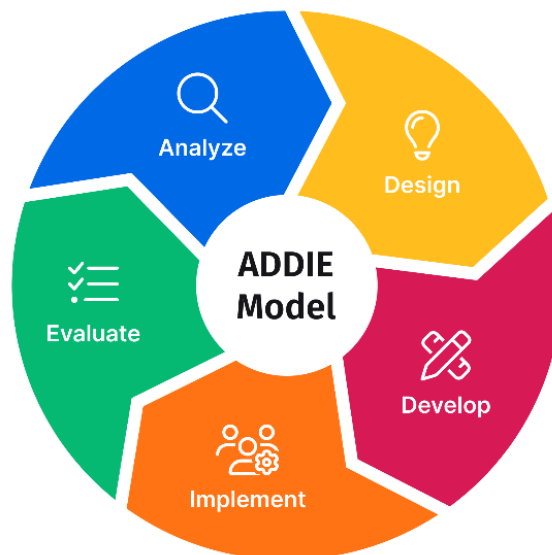 Analyze
Design
ADDIE
Model
Evaluate
Develop
Implement